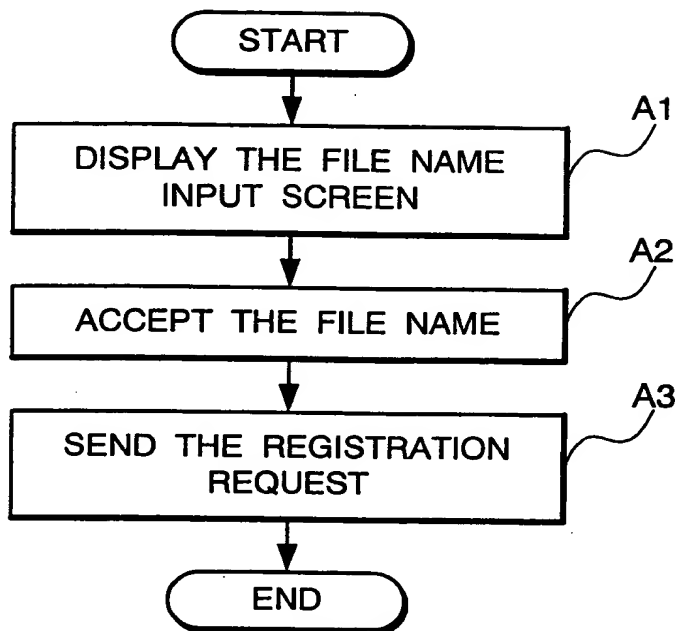 START
A1
DISPLAY THE FILE NAME
INPUT SCREEN
A2
ACCEPT THE FILE NAME
A3
SEND THE REGISTRATION
REQUEST
END